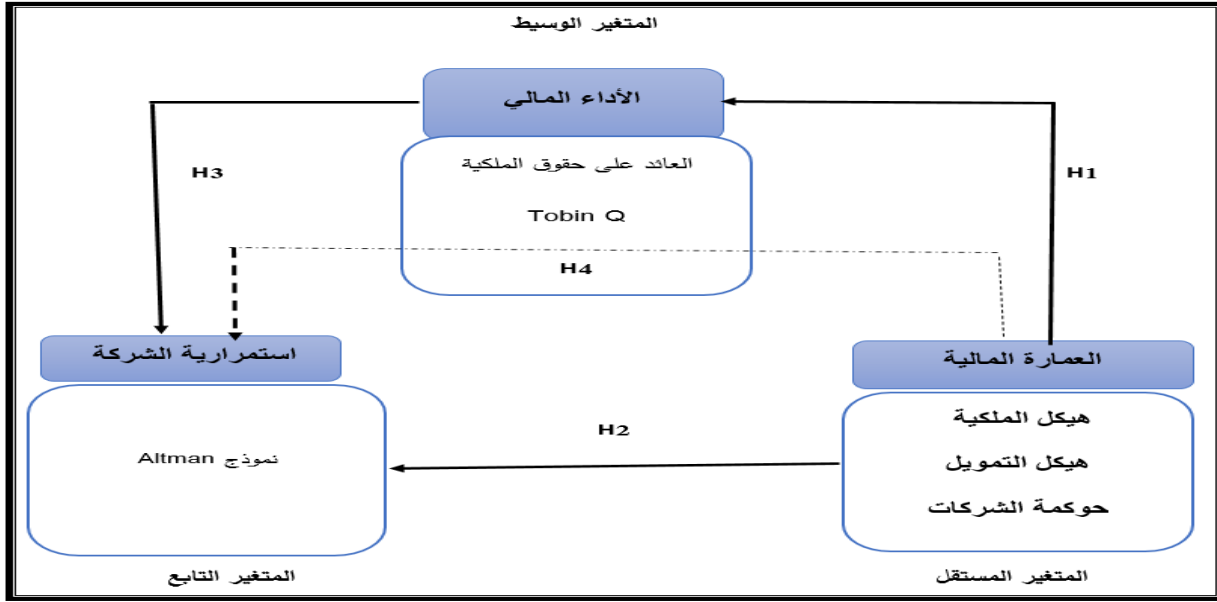 المتغير الوسيط
الأداء المالي
العائد على حقوق الملكية
Tobin Q
H3
H1
H4
استمرارية الشركة
العمارة المالية
هيكل الملكية
هيكل التمويل
حوكمة الشركات
H2
نموذج Altman
المتغير التابع
المتغير المستقل